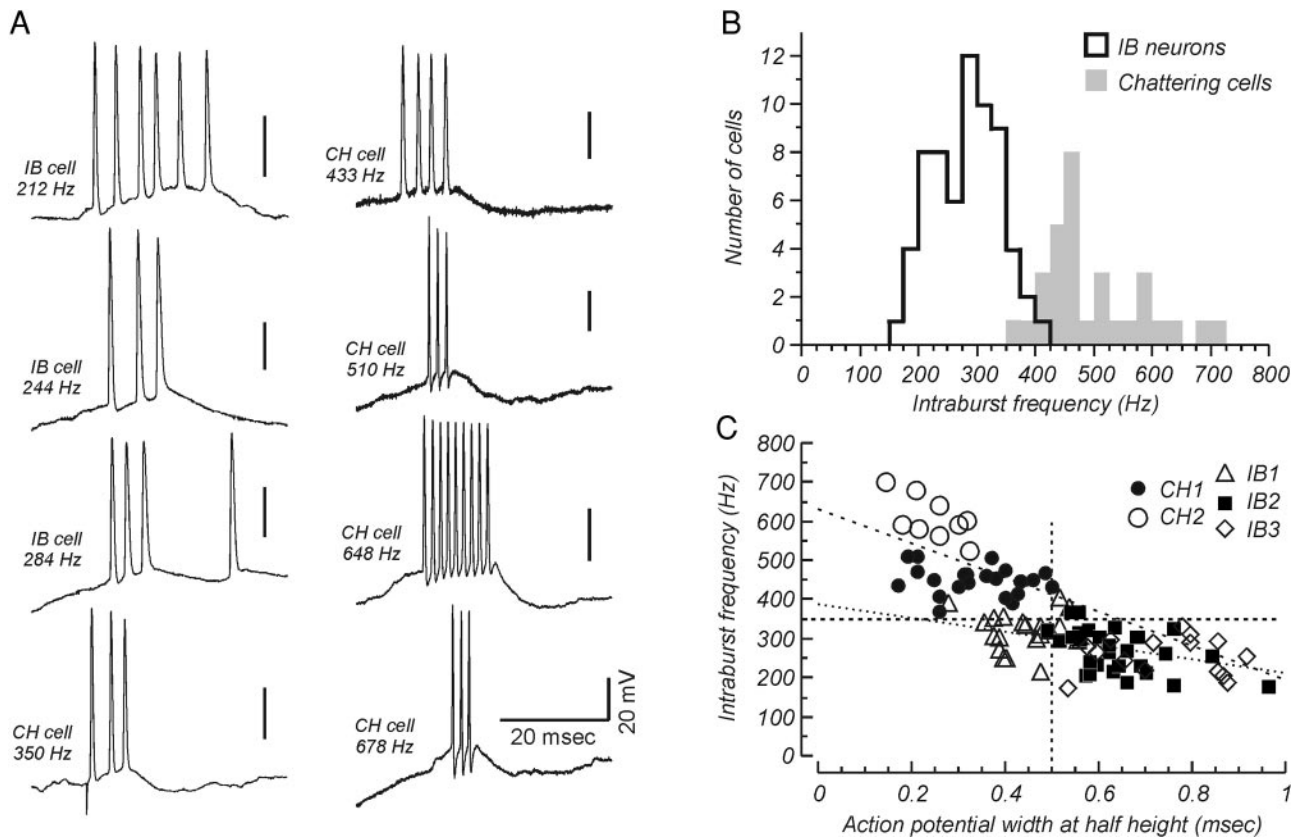 A
IB cell
212 Hz
IB cell
244 Hz
IB cell
284 Hz
CH cell
350 Hz
CH cell
433 Hz
CH cell
510 Hz
CH cell
648 Hz
CH cell
678 Hz
20 msec
20 mV
B
IB neurons
Chattering cells
Number of cells
12
10
8
6
4
2
0
0 100 200 300 400 500 600 700 800
Intraburst frequency (Hz)
C
CH1
CH2
IB1
IB2
IB3
Intraburst frequency (Hz)
800
700
600
500
400
300
200
100
0
0 0.2 0.4 0.6 0.8 1
Action potential width at half height (msec)